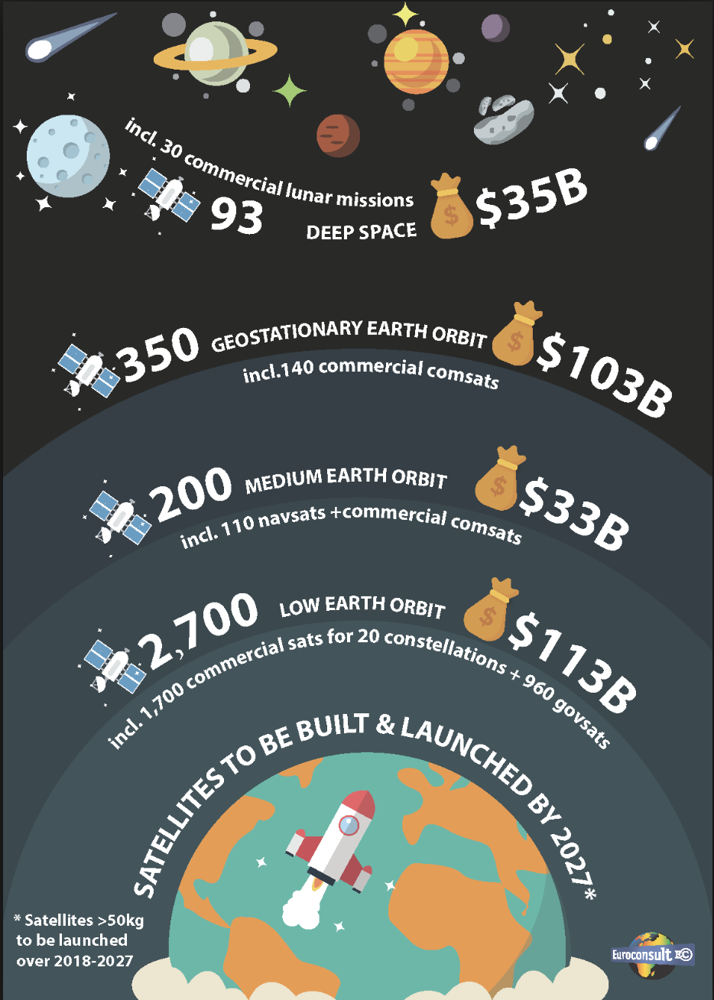 incl. 30 commercial lunar missions
93
DEEP SPACE
$
$35B
350
GEOSTATIONARY EARTH ORBIT
$
$103B
incl.140 commercial comsats
200
MEDIUM EARTH ORBIT
$
$33B
incl. 110 navsats +commercial comsats
2,700
LOW EARTH ORBIT
$
$113B
incl. 1,700 commercial sats for 20 constellations + 960 govsats
SATELLITES TO BE BUILT & LAUNCHED BY 2027*
* Satellites >50kg
to be launched
over 2018-2027
Euroconsult EC ©